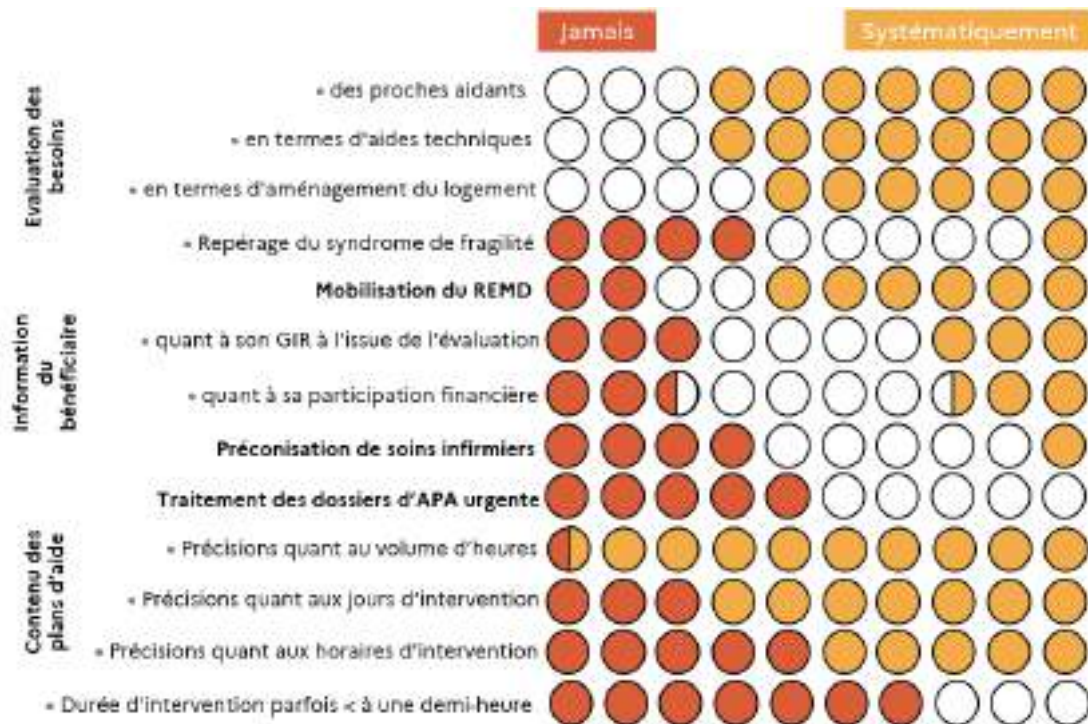 Jamais
Systématiquement
Evaluation des
besoins
« des proches aidants
« en termes d'aides techniques
« en termes d'aménagement du logement
« Repérage du syndrome de fragilité
Mobilisation du REMD
Information
du
bénéficiaire
« quant à son GIR à l'issue de l'évaluation
« quant à sa participation financière
Préconisation de soins infirmiers
Traitement des dossiers d'APA urgente
Contenu des
plans d'aide
« Précisions quant au volume d'heures
« Précisions quant aux jours d'intervention
« Précisions quant aux horaires d'intervention
« Durée d'intervention parfois < à une demi-heure